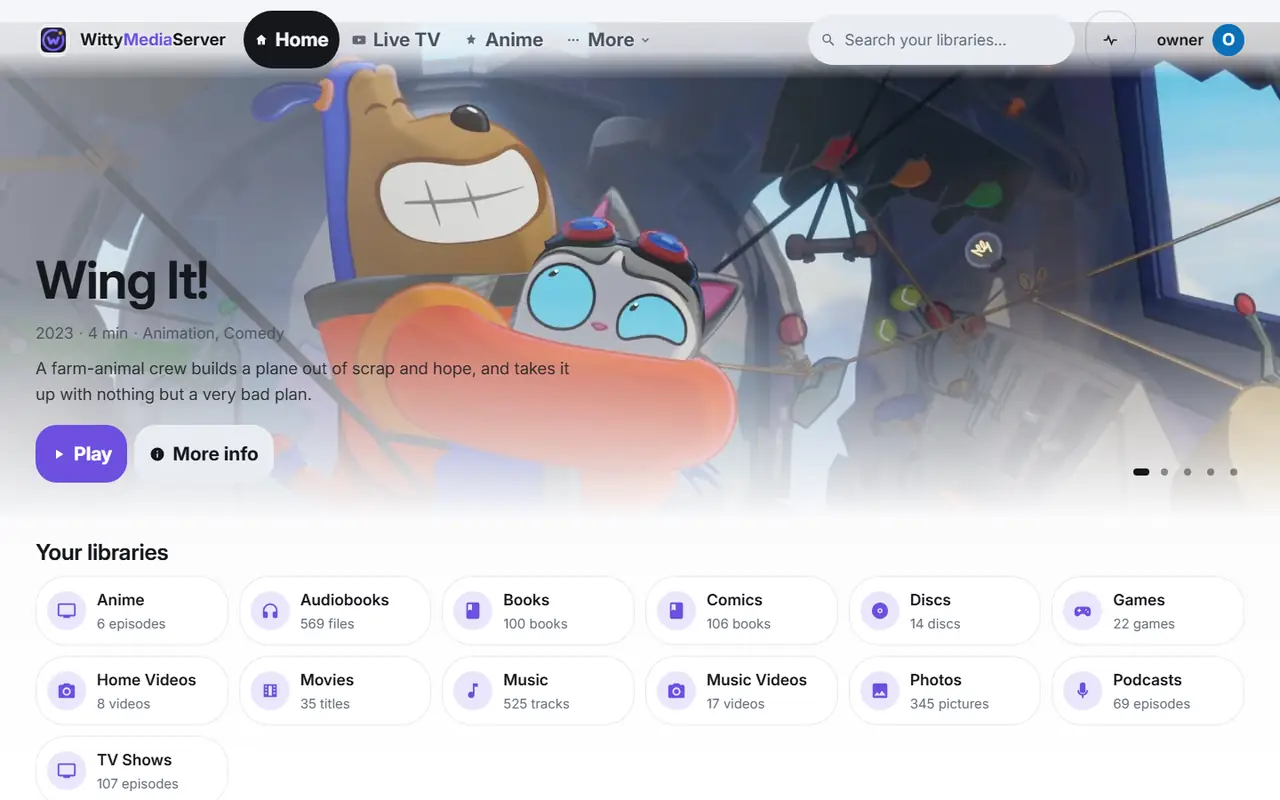 WittyMediaServer
Home
Live TV
Anime
More
Search your libraries...
owner
O
Wing It!
2023 · 4 min · Animation, Comedy
A farm-animal crew builds a plane out of scrap and hope, and takes it
up with nothing but a very bad plan.
Play
More info
Your libraries
Anime
6 episodes
Audiobooks
569 files
Books
100 books
Comics
106 books
Discs
14 discs
Games
22 games
Home Videos
8 videos
Movies
35 titles
Music
525 tracks
Music Videos
17 videos
Photos
345 pictures
Podcasts
69 episodes
TV Shows
107 episodes